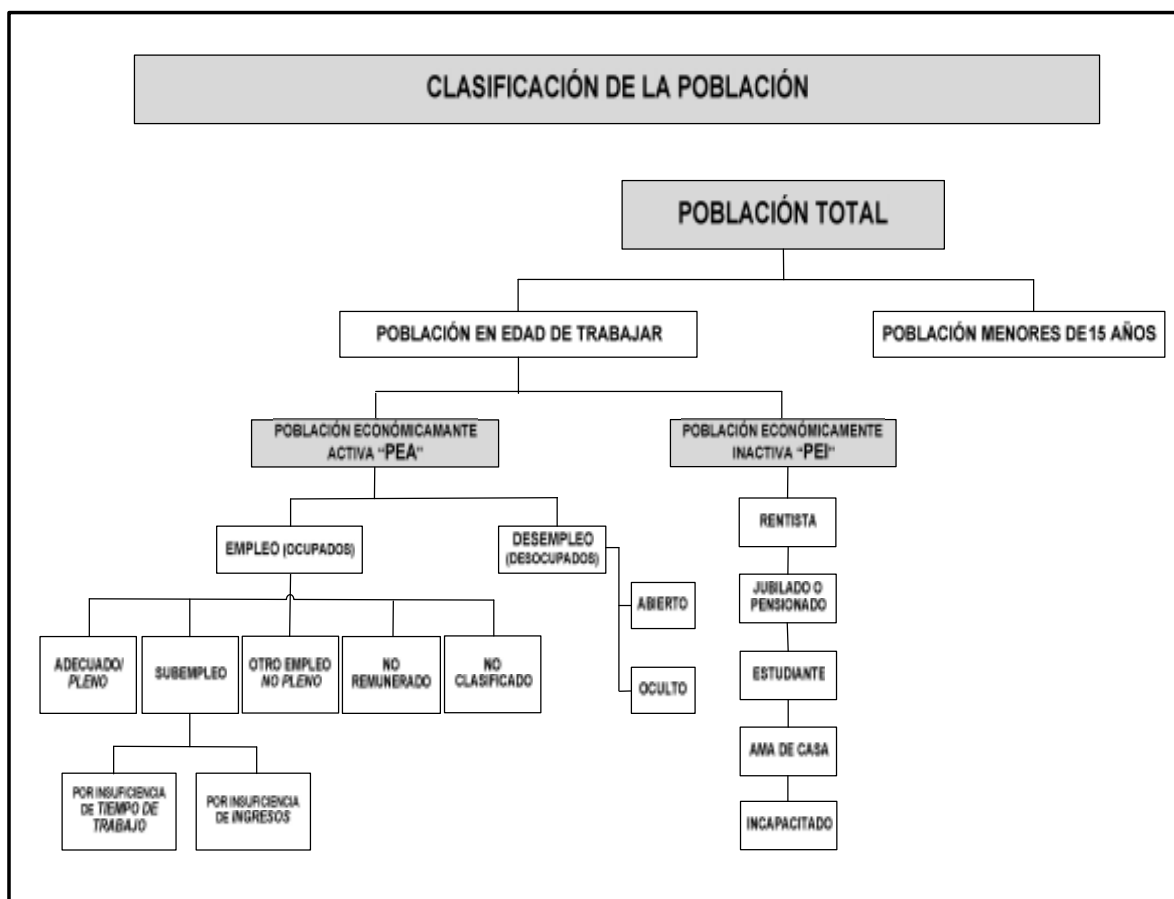 CLASIFICACIÓN DE LA POBLACIÓN
POBLACIÓN TOTAL
POBLACIÓN EN EDAD DE TRABAJAR
POBLACIÓN MENORES DE 15 AÑOS
POBLACIÓN ECONÓMICAMANTE
ACTIVA “PEA”
POBLACIÓN ECONÓMICAMENTE
INACTIVA “PEI”
EMPLEO (OCUPADOS)
DESEMPLEO
(DESOCUPADOS)
ABIERTO
OCULTO
ADECUADO/
PLENO
SUBEMPLEO
OTRO EMPLEO
NO PLENO
NO
REMUNERADO
NO
CLASIFICADO
POR INSUFICIENCIA
DE TIEMPO DE
TRABAJO
POR INSUFICIENCIA
DE INGRESOS
RENTISTA
JUBILADO O
PENSIONADO
ESTUDIANTE
AMA DE CASA
INCAPACITADO